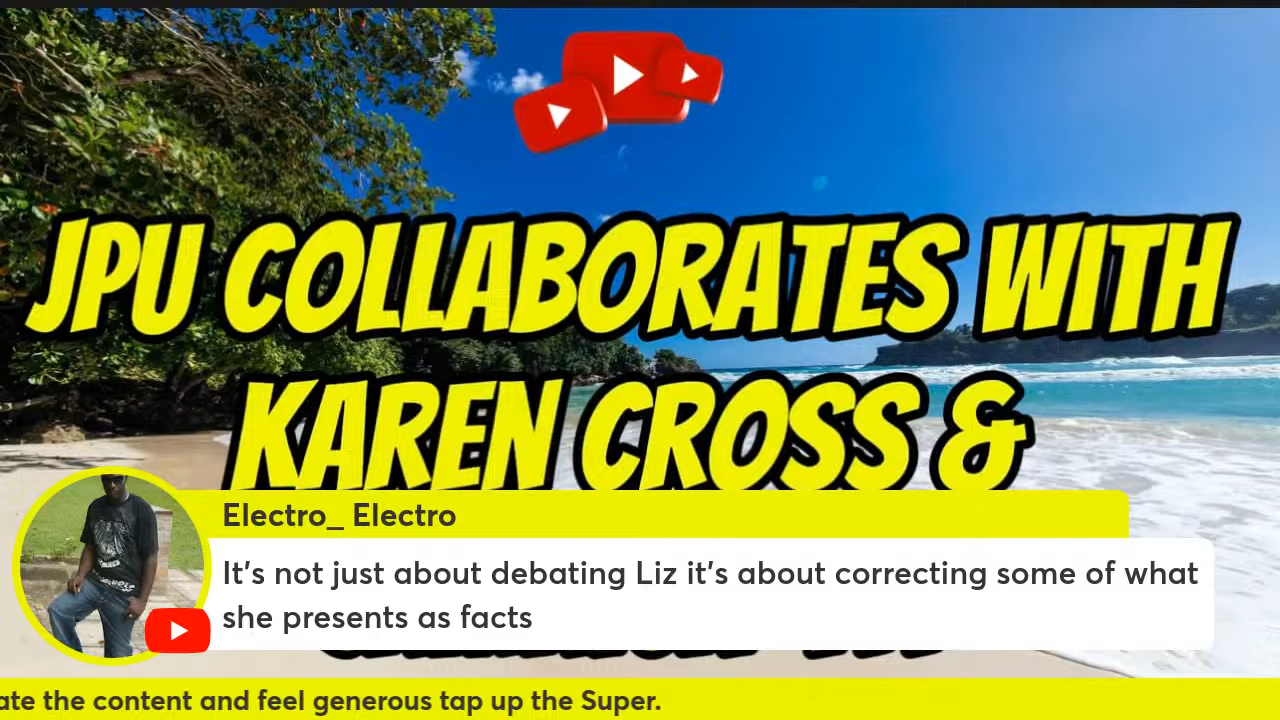 JPU COLLABORATES WITH
KAREN CROSS &
Electro_ Electro
It's not just about debating Liz it's about correcting some of what
she presents as facts
ate the content and feel generous tap up the Super.